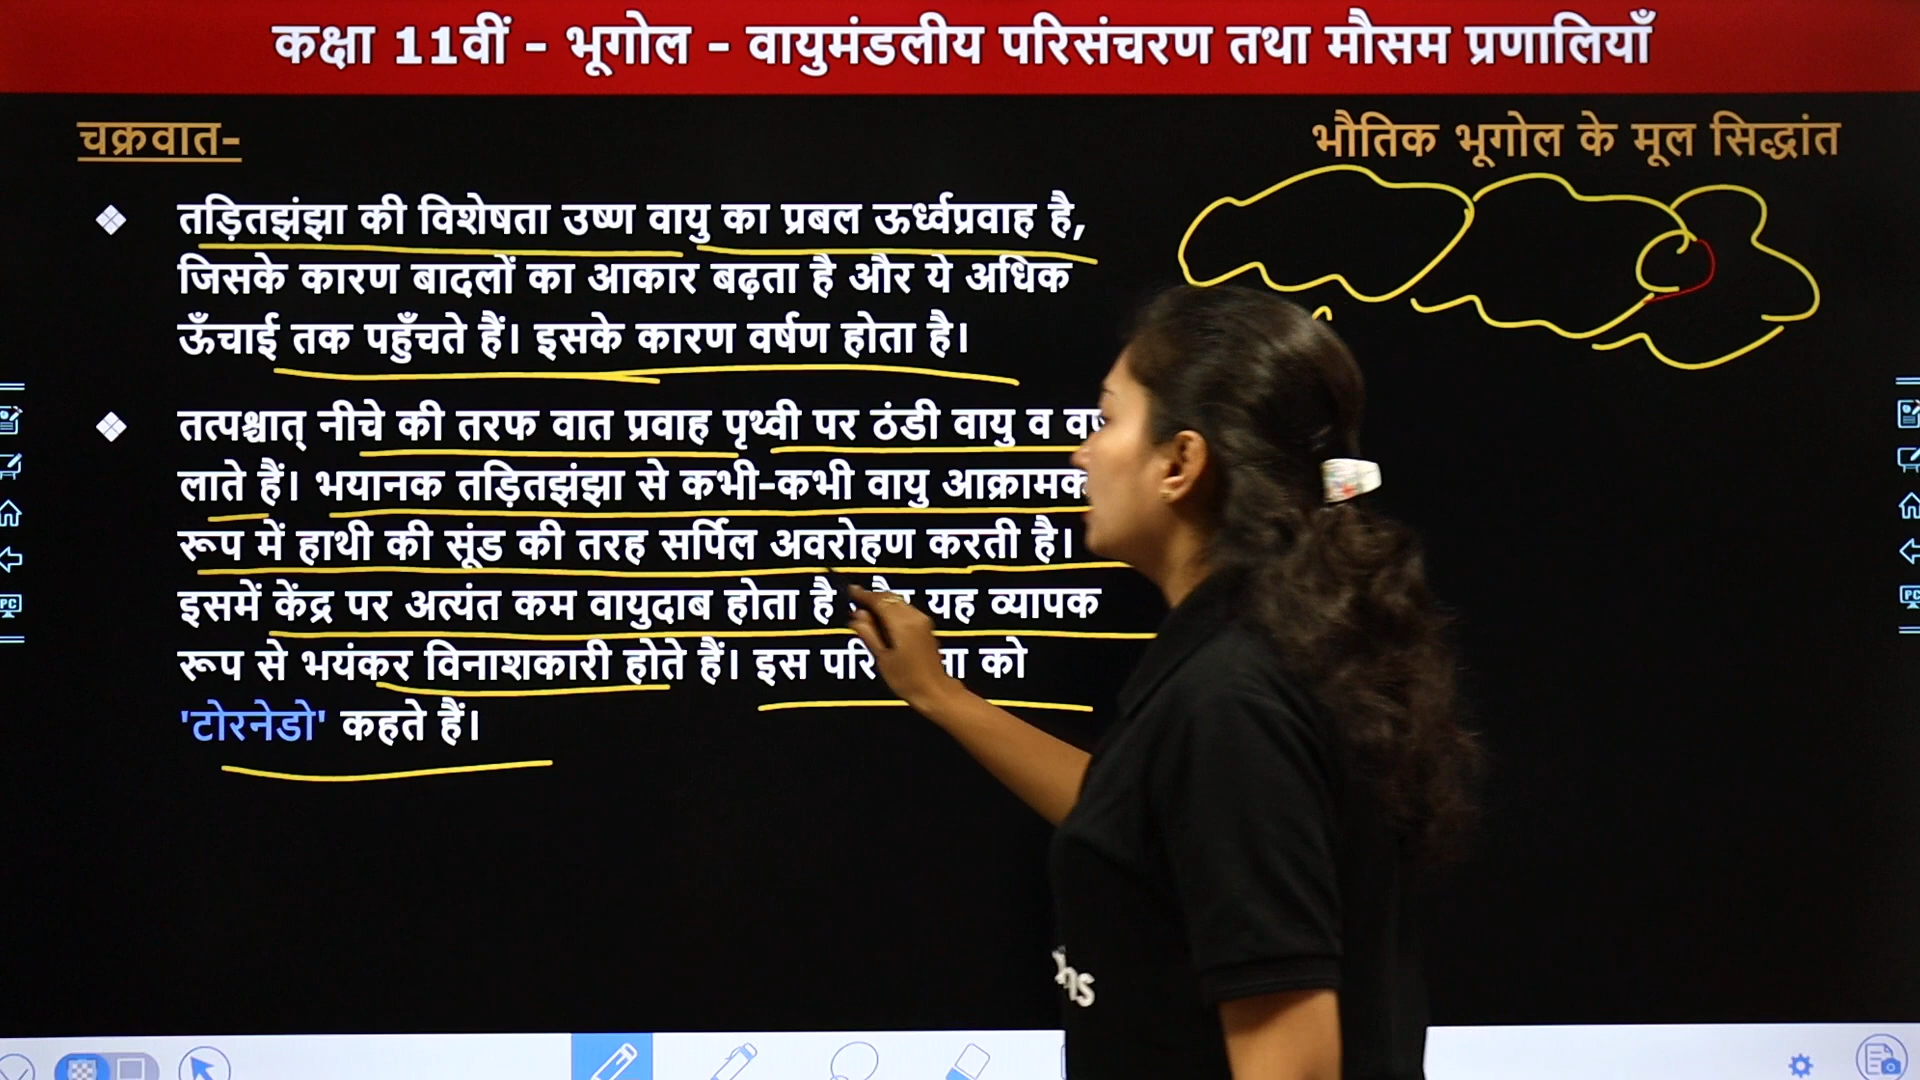 कक्षा 11वीं - भूगोल - वायुमंडलीय परिसंचरण तथा मौसम प्रणालियाँ
चक्रवात-
भौतिक भूगोल के मूल सिद्धांत
तड़ितझंझा की विशेषता उष्ण वायु का प्रबल ऊर्ध्वप्रवाह है,
जिसके कारण बादलों का आकार बढ़ता है और ये अधिक
ऊँचाई तक पहुँचते हैं। इसके कारण वर्षण होता है।
तत्पश्चात् नीचे की तरफ वात प्रवाह पृथ्वी पर ठंडी वायु व
लाते हैं। भयानक तड़ितझंझा से कभी-कभी वायु आक्रामक
रूप में हाथी की सूंड की तरह सर्पिल अवरोहण करती है।
इसमें केंद्र पर अत्यंत कम वायुदाब होता है यह व्यापक
रूप से भयंकर विनाशकारी होते हैं। इस को
'टोरनेडो' कहते हैं।
PC
PC